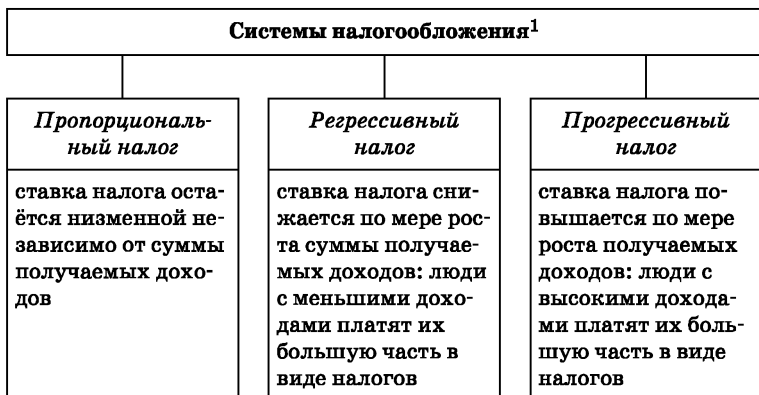 Системы налогообложения¹
Пропорциональ-
ный налог
ставка налога оста-
ётся низменной не-
зависимо от суммы
получаемых дохо-
дов
Регрессивный
налог
ставка налога сни-
жается по мере рос-
та суммы получае-
мых доходов: люди
с меньшими дохо-
дами платят их
большую часть в
виде налогов
Прогрессивный
налог
ставка налога по-
вышается по мере
роста получаемых
доходов: люди с
высокими дохода-
ми платят их боль-
шую часть в виде
налогов